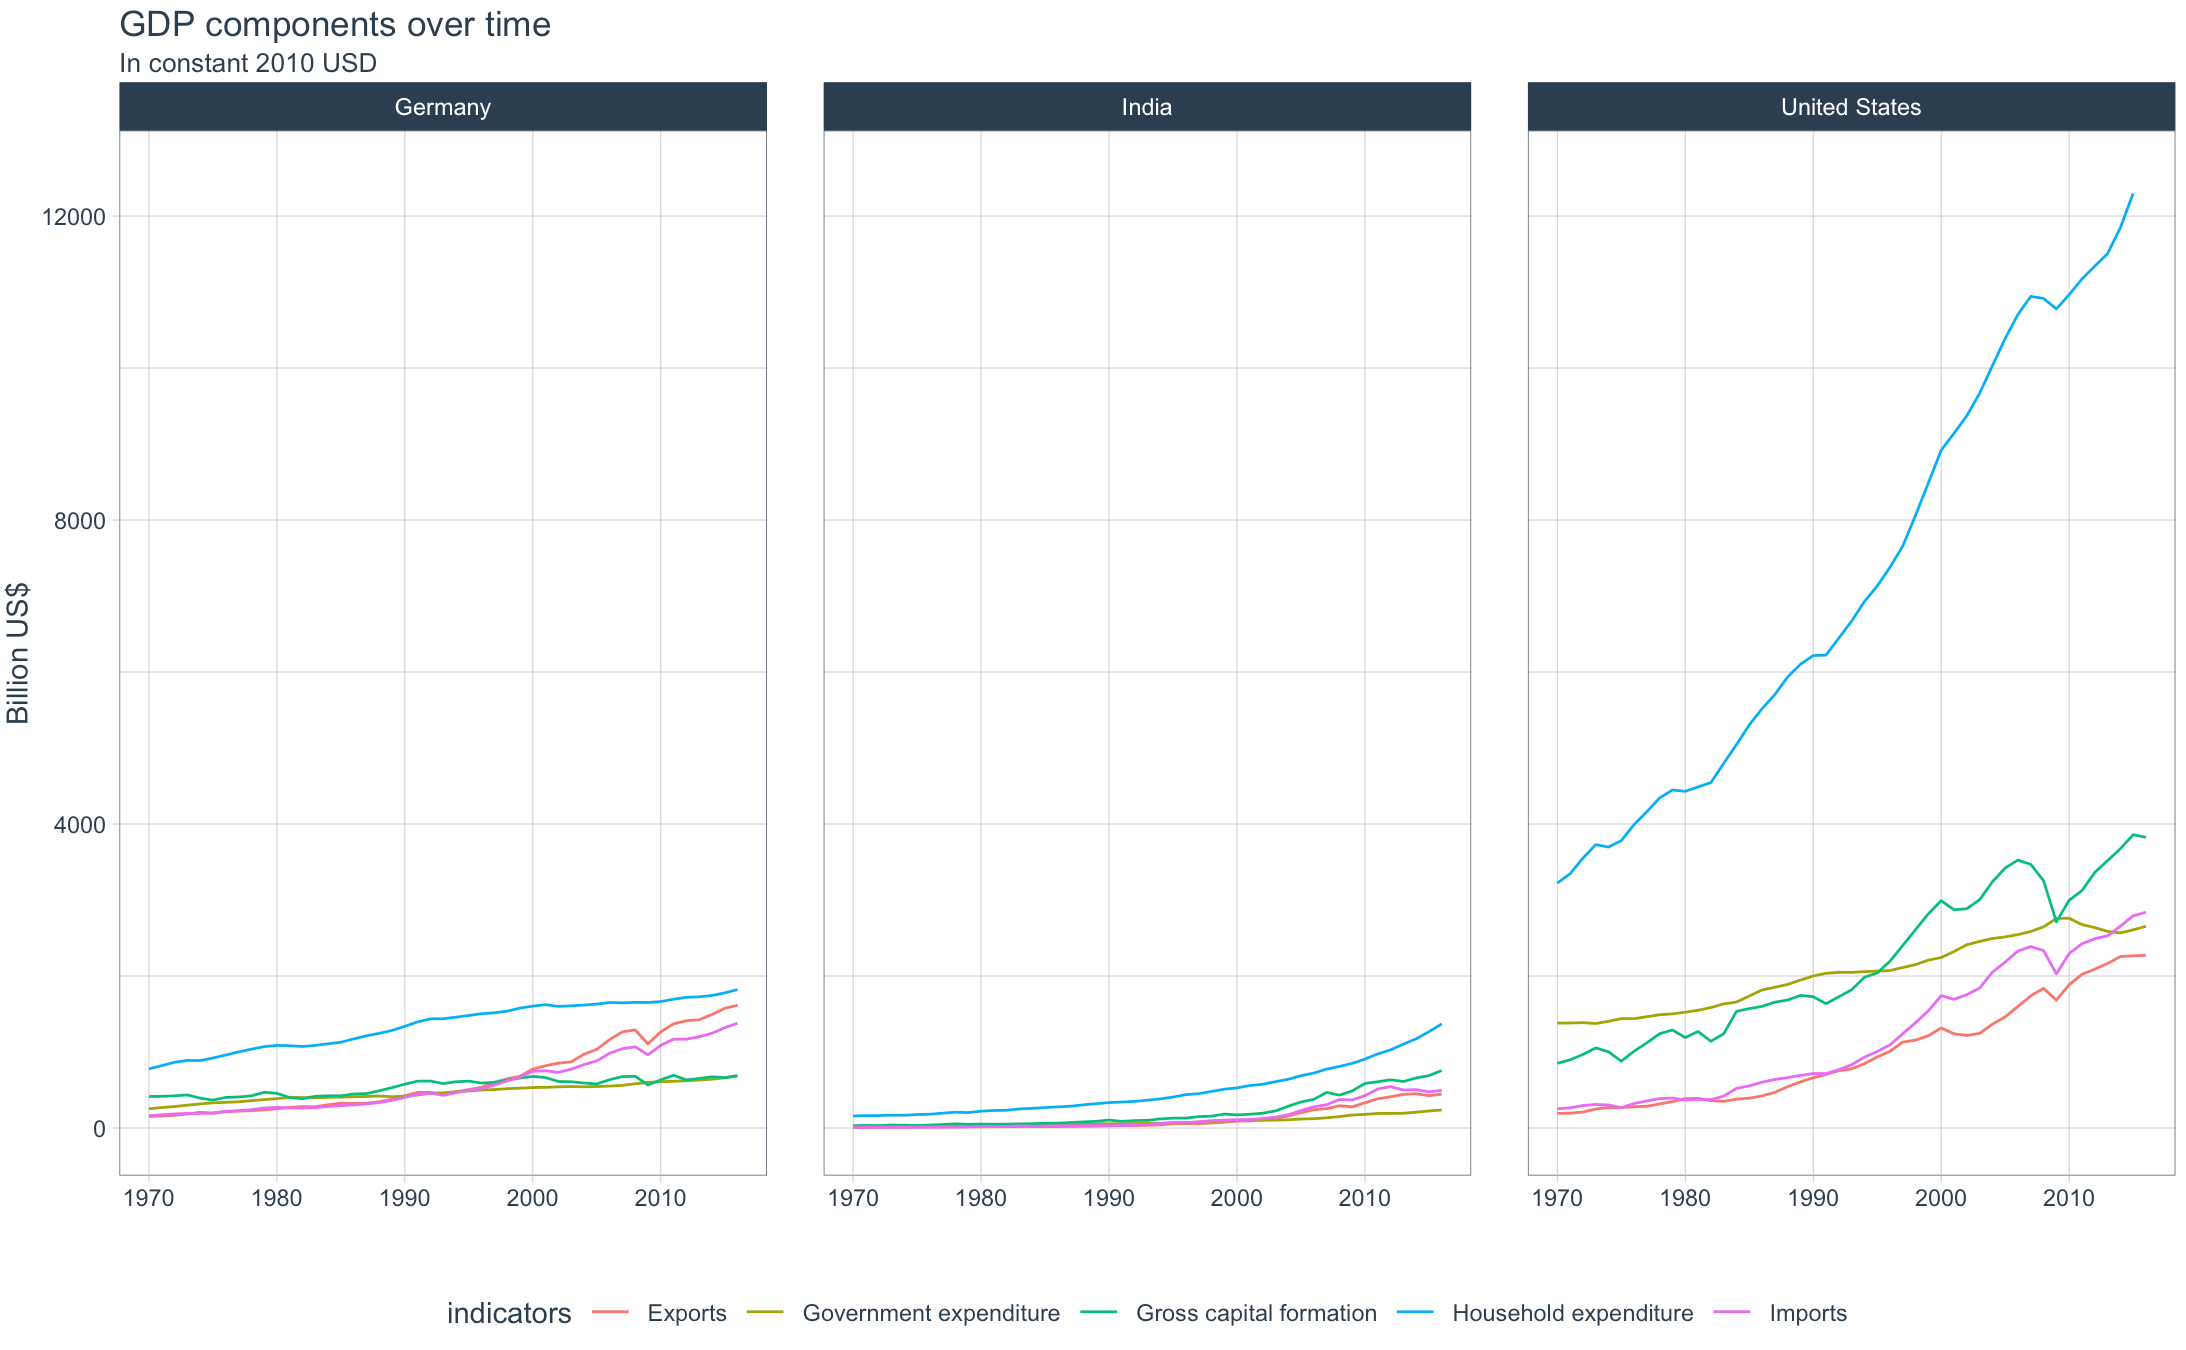 GDP components over time
In constant 2010 USD
Germany
India
United States
Billion US$
12000
8000
4000
0
1970 1980 1990 2000 2010
1970 1980 1990 2000 2010
1970 1980 1990 2000 2010
indicators Exports Government expenditure Gross capital formation Household expenditure Imports